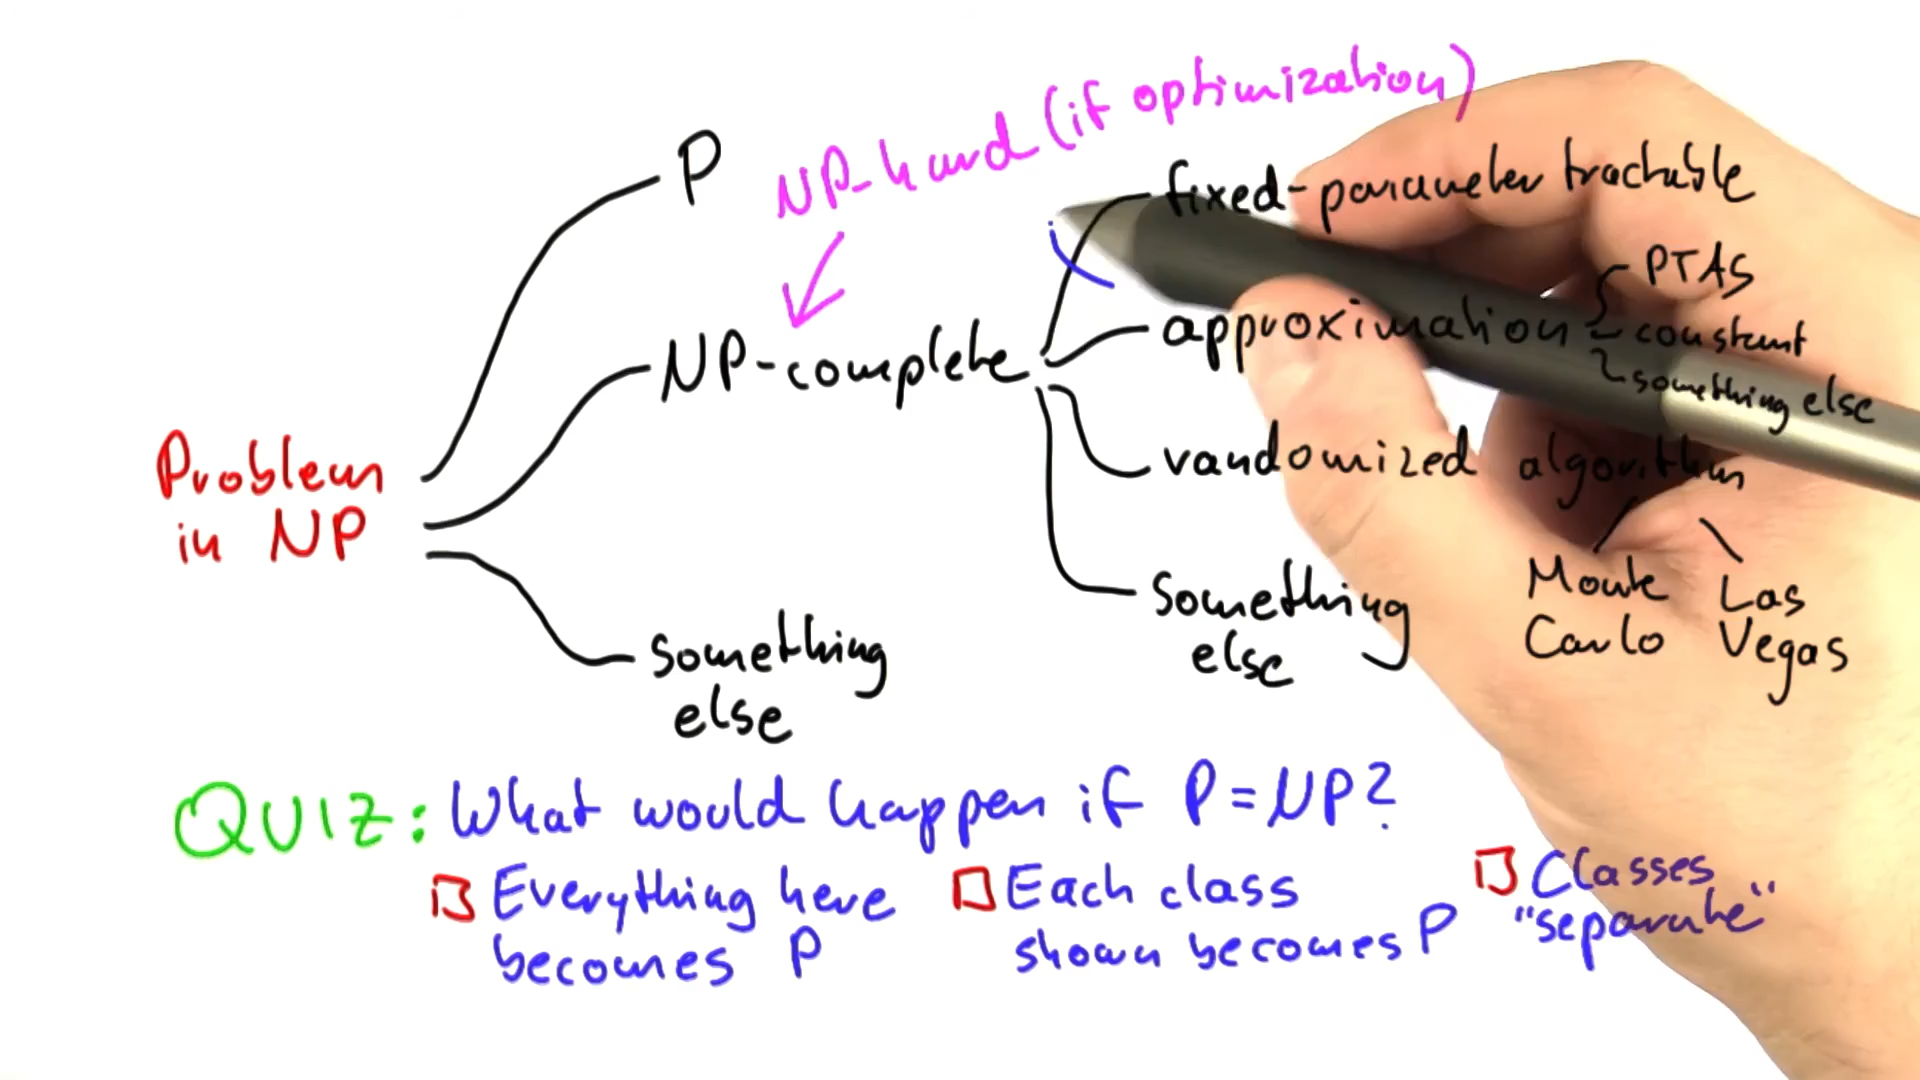 NP-hard (if optimization)
P
fixed-parameter tractable
PTAS
NP-complete
approximation
constant
something else
Problem
in NP
randomized algorithm
Monte
Carlo
Las
Vegas
something
else
something
else
QUIZ: What would happen if P=NP?
Everything here
becomes P
Each class
shown becomes P
Classes
"separate"